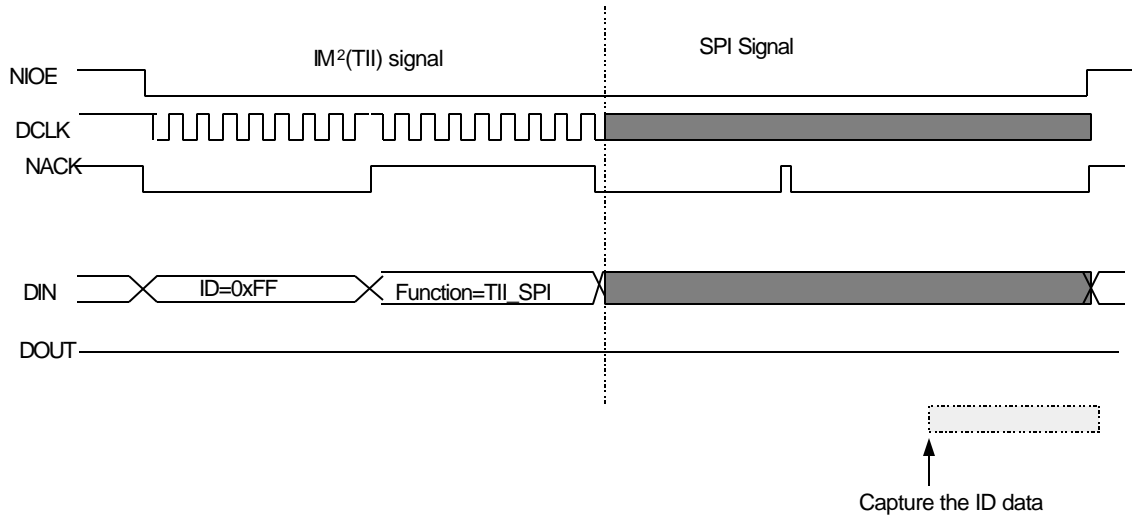 IM²(TII) signal
SPI Signal
NIOE
DCLK
NACK
DIN
ID=0xFF
Function=TII_SPI
DOUT
Capture the ID data